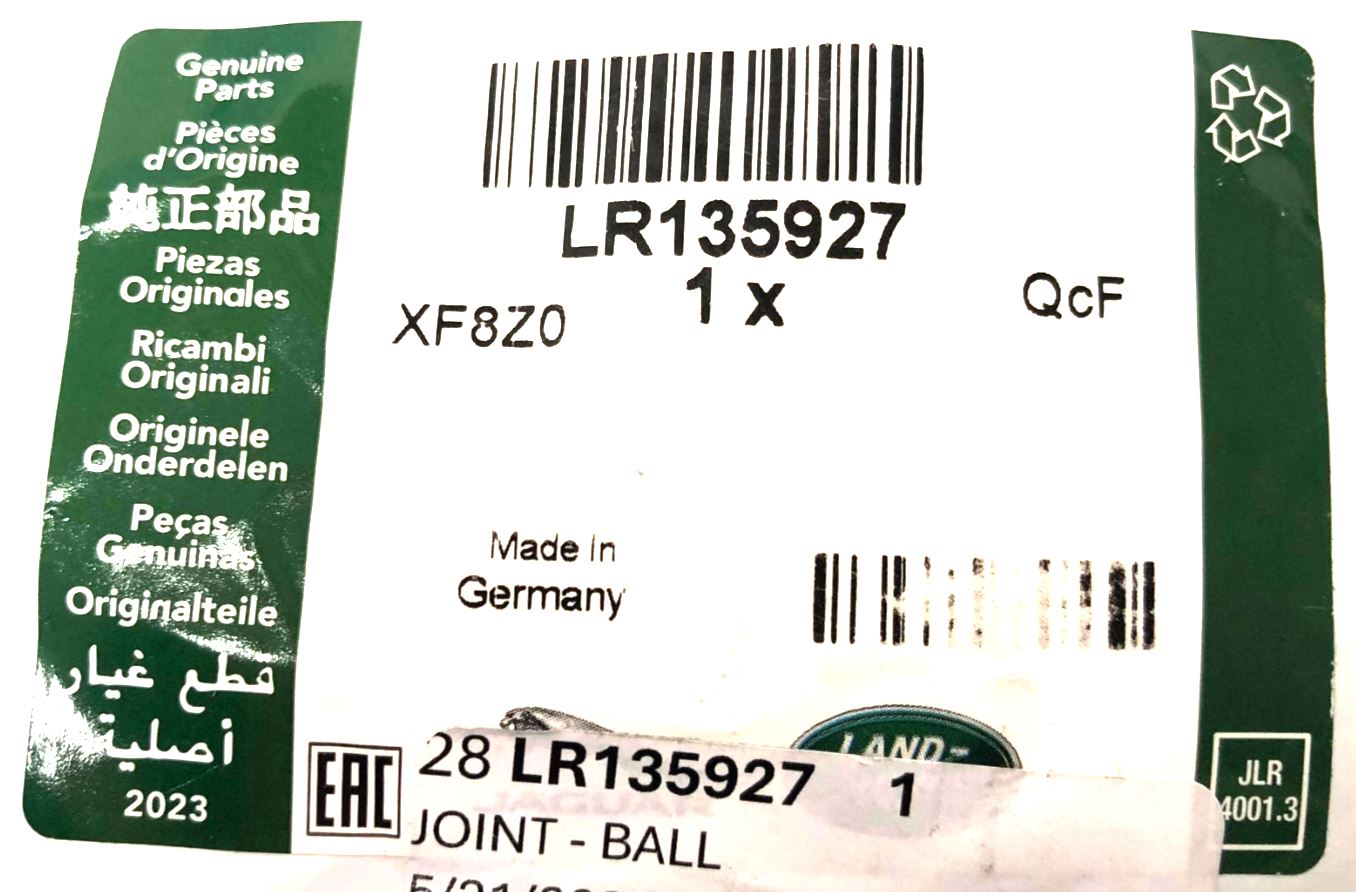 Genuine
Parts
Pièces
d'Origine
純正部品
Piezas
Originales
Ricambi
Originali
Originele
Onderdelen
Peças
Genuinas
Originalteile
قطع غيار
أصلية
2023
LR135927
1 x
XF8Z0
QcF
Made In
Germany
LAND-
EAC
28 LR135927 1
JOINT - BALL
JLR
4001.3